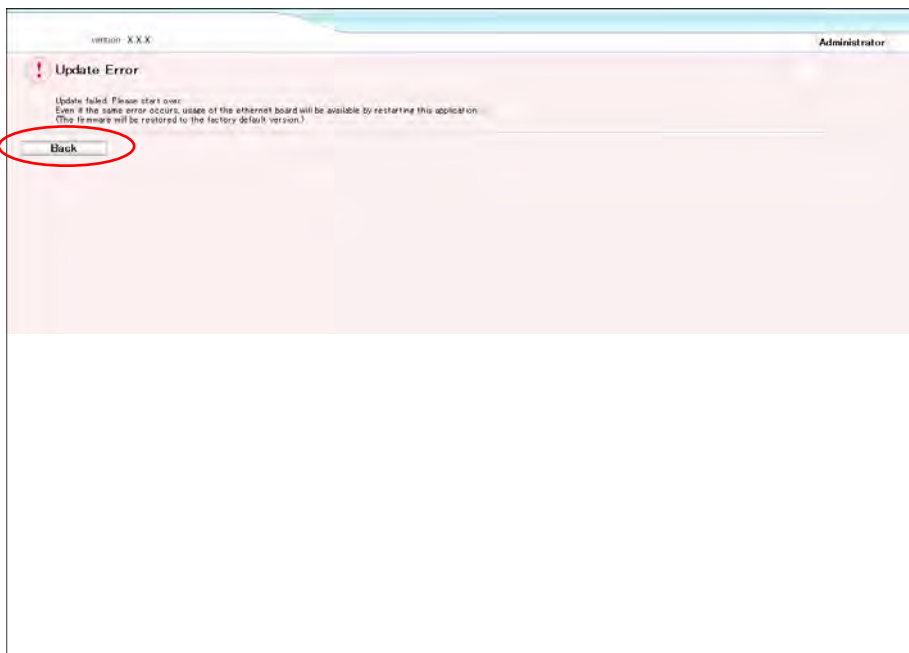 version X.X.X
Administrator
! Update Error
Update failed. Please start over.
Even if the same error occurs, usage of the ethernet board will be available by restarting this application.
(The firmware will be restored to the factory default version.)
Back